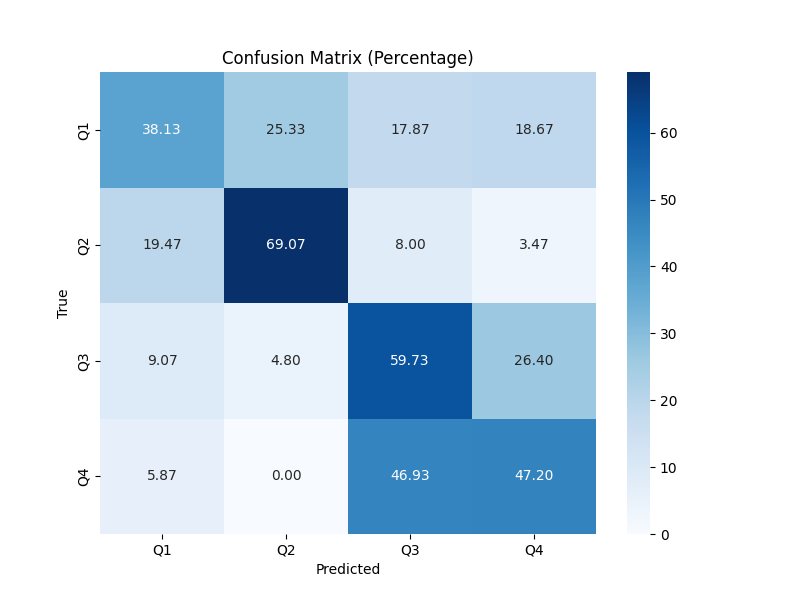 Confusion Matrix (Percentage)
Q1 38.13 25.33 17.87 18.67
Q2 19.47 69.07 8.00 3.47
Q3 9.07 4.80 59.73 26.40
Q4 5.87 0.00 46.93 47.20
True
Q1 Q2 Q3 Q4
Predicted
60
50
40
30
20
10
0